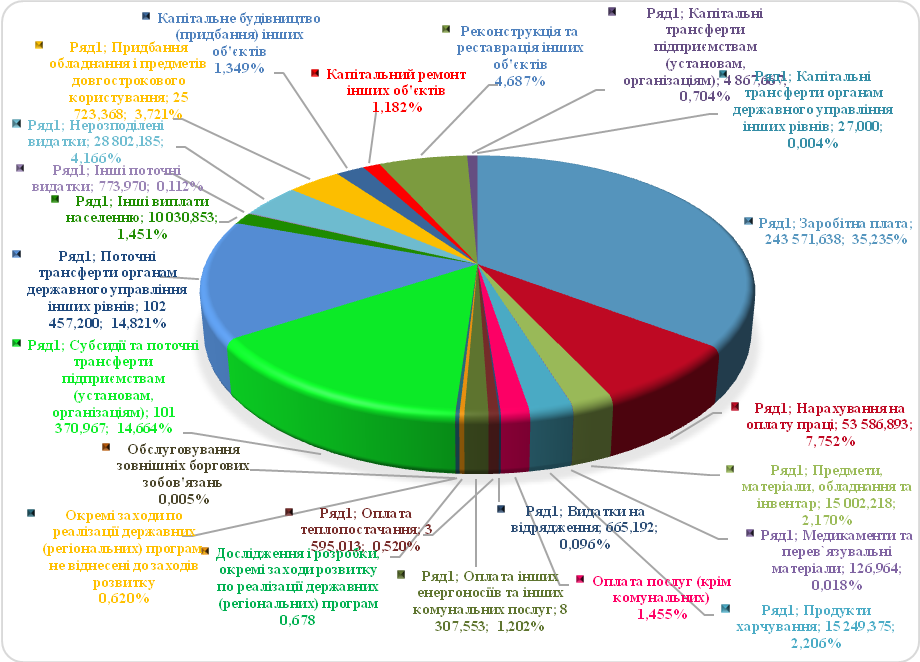 Капітальне будівництво
(придбання) інших
об'єктів
1,349%
Реконструкція та
реставрація інших
об'єктів
4,687%
Ряд1; Капітальні
трансферти
підприємствам
(установам,
організаціям); 4 867,667;
0,704%
Ряд1; Придбання
обладнання і предметів
довгострокового
користування; 25
723,368; 3,721%
Капітальний ремонт
інших об'єктів
1,182%
Ряд1; Капітальні
трансферти органам
державного управління
інших рівнів; 27,000;
0,004%
Ряд1; Нерозподілені
видатки; 28 802,185;
4,166%
Ряд1; Інші поточні
видатки; 773,970; 0,112%
Ряд1; Інші виплати
населенню; 10 030,853;
1,451%
Ряд1; Заробітна плата;
243 571,638; 35,235%
Ряд1; Поточні
трансферти органам
державного управління
інших рівнів; 102
457,200; 14,821%
Ряд1; Субсидії та поточні
трансферти
підприємствам
(установам,
організаціям); 101
370,967; 14,664%
Ряд1; Нарахування на
оплату праці; 53 586,893;
7,752%
Обслуговування
зовнішніх боргових
зобов'язань
0,005%
Ряд1; Предмети,
матеріали, обладнання та
інвентар; 15 002,218;
2,170%
Окремі заходи по
реалізації державних
(регіональних) програм,
не віднесені до заходів
розвитку
0,620%
Ряд1; Оплата
теплопостачання; 3
595,013; 0,520%
Ряд1; Видатки на
відрядження; 665,192;
0,096%
Ряд1; Медикаменти та
перев`язувальні
матеріали; 126,964;
0,018%
Дослідження і розробки,
окремі заходи розвитку
по реалізації державних
(регіональних) програм
0,678
Ряд1; Оплата інших
енергоносіїв та інших
комунальних послуг; 8
307,553; 1,202%
Оплата послуг (крім
комунальних)
1,455%
Ряд1; Продукти
харчування; 15 249,375;
2,206%